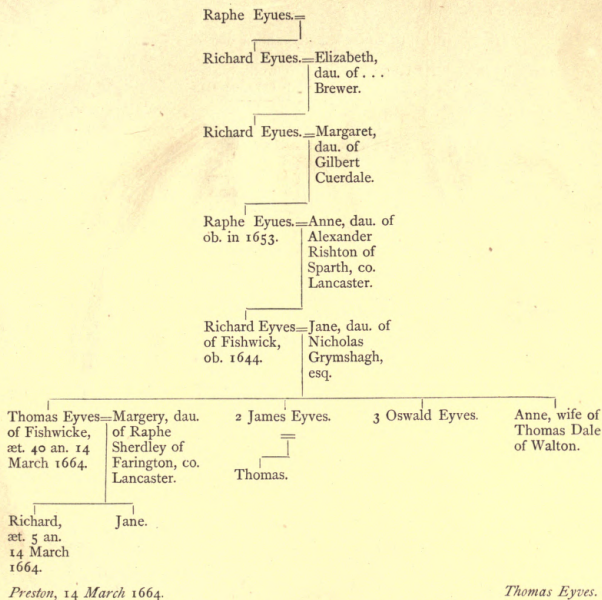 Raphe Eyues.=
Richard Eyues.=Elizabeth,
dau. of . . .
Brewer.
Richard Eyues.=Margaret,
dau. of
Gilbert
Cuerdale.
Raphe Eyues.=Anne, dau. of
ob. in 1653. Alexander
Rishton of
Sparth, co.
Lancaster.
Richard Eyves=Jane, dau. of
of Fishwick, Nicholas
ob. 1644. Grymshagh,
esq.
Thomas Eyves=Margery, dau.
of Fishwicke, of Raphe
æt. 40 an. 14 Sherdley of
March 1664. Farington, co.
Lancaster.
2 James Eyves.
=
Thomas.
3 Oswald Eyves.
Anne, wife of
Thomas Dale
of Walton.
Richard,
æt. 5 an.
14 March
1664.
Jane.
Preston, 14 March 1664.
Thomas Eyves.